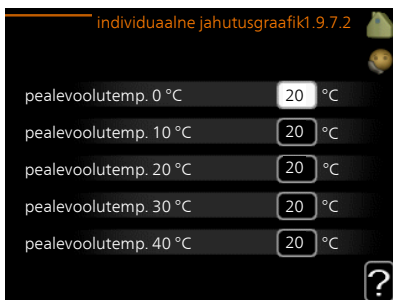 individuaalne jahutusgraafik1.9.7.2
pealevoolutemp. 0 °C 20 °C
pealevoolutemp. 10 °C 20 °C
pealevoolutemp. 20 °C 20 °C
pealevoolutemp. 30 °C 20 °C
pealevoolutemp. 40 °C 20 °C
?